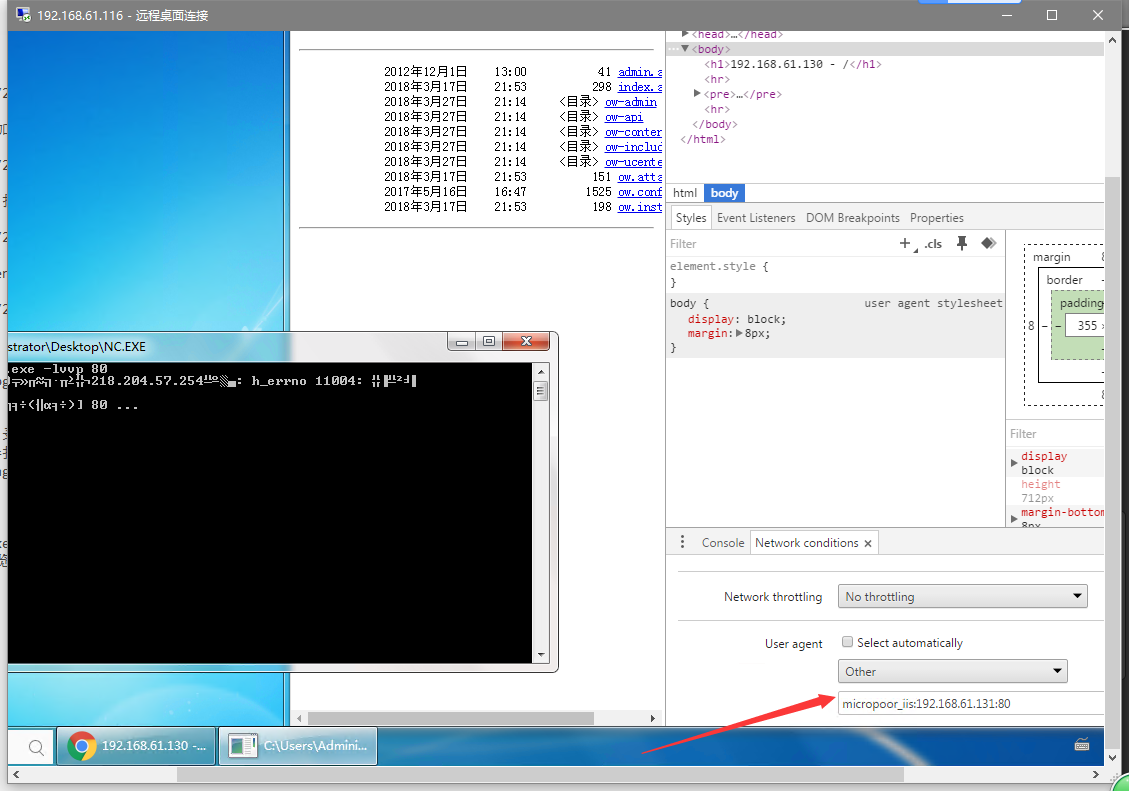 192.168.61.116 - 远程桌面连接
2012年12月1日 13:00 41 admin.a
2018年3月17日 21:53 298 index.a
2018年3月27日 21:14 <目录> ow-admin
2018年3月27日 21:14 <目录> ow-api
2018年3月27日 21:14 <目录> ow-conter
2018年3月27日 21:14 <目录> ow-includ
2018年3月27日 21:14 <目录> ow-ucente
2018年3月17日 21:53 151 ow.atta
2017年5月16日 16:47 1525 ow.conf
2018年3月17日 21:53 198 ow.inst
<head>…</head>
<body>
<h1>192.168.61.130 - /</h1>
<hr>
<pre>…</pre>
<hr>
</body>
</html>
html body
Styles Event Listeners DOM Breakpoints Properties
Filter + .cls
element.style {
}
body { user agent stylesheet
display: block;
margin: 8px;
}
margin 8
border -
padding
8 - - 355
Filter
display
block
height
712px
margin-bottom
8px
strator\Desktop\NC.EXE
.exe -lvvp 80
218.204.57.254
: h_errno 11004:
] 80 ...
Console Network conditions ×
Network throttling No throttling
User agent Select automatically
Other
micropoor_iis:192.168.61.131:80
192.168.61.130 -...
C:\Users\Admini...